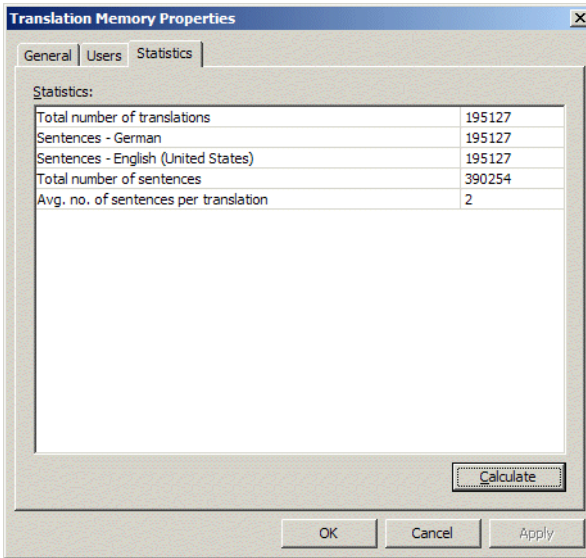 Translation Memory Properties
General Users Statistics
Statistics:
Total number of translations 195127
Sentences - German 195127
Sentences - English (United States) 195127
Total number of sentences 390254
Avg. no. of sentences per translation 2
Calculate
OK Cancel Apply